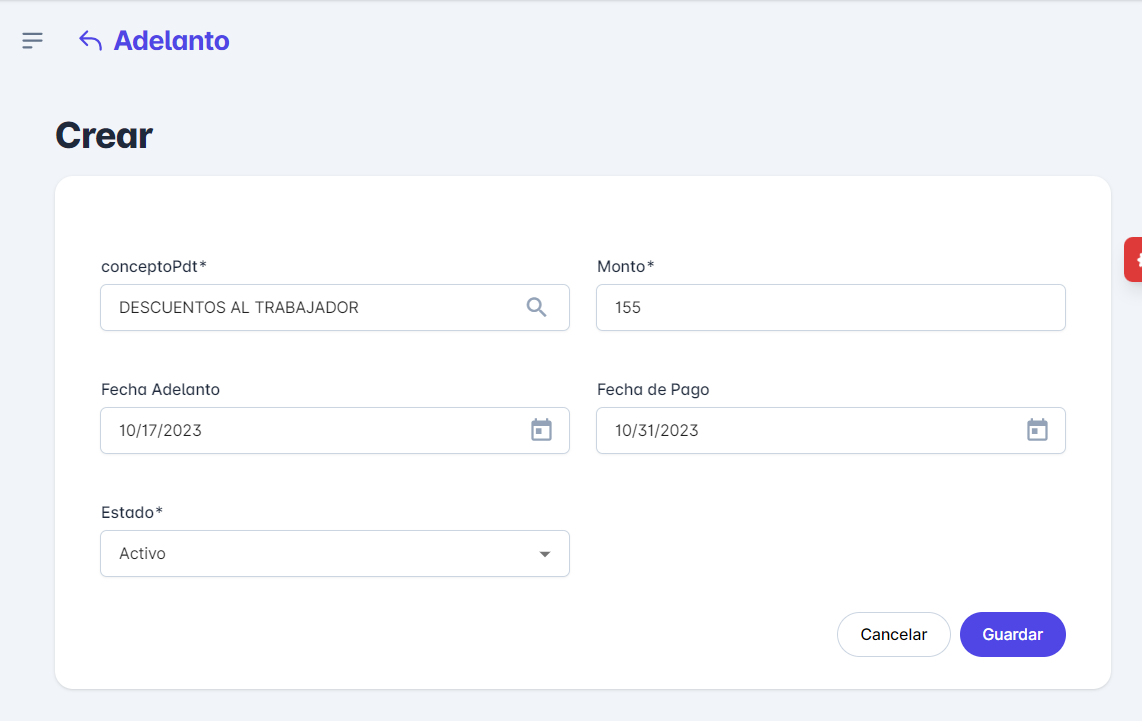 Adelanto
Crear
conceptoPdt*
Monto*
DESCUENTOS AL TRABAJADOR
155
Fecha Adelanto
Fecha de Pago
10/17/2023
10/31/2023
Estado*
Activo
Cancelar
Guardar